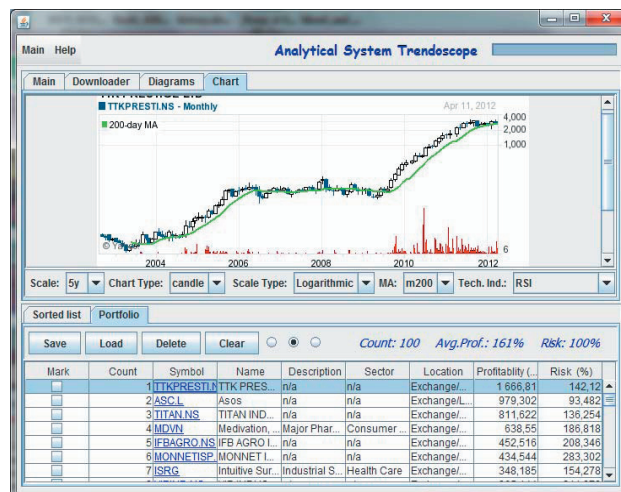 Main Help Analytical System Trendoscope
Main Downloader Diagrams Chart
TTKPRESTI.NS - Monthly Apr 11, 2012
200-day MA
4,000
2,000
1,000
6
2004 2006 2008 2010 2012
Scale: 5y Chart Type: candle Scale Type: Logarithmic MA: m200 Tech. Ind.: RSI
Sorted list Portfolio
Save Load Delete Clear Count: 100 Avg.Prof.: 161% Risk: 100%
Mark Count Symbol Name Description Sector Location Profitablity (... Risk (%)
1 TTKPRESTI.N TTK PRES... n/a n/a Exchange/... 1 666,81 142,12
2 ASC.L Asos n/a n/a Exchange/L... 979,302 93,482
3 TITAN.NS TITAN IND... n/a n/a Exchange/... 811,622 136,254
4 MDVN Medivation, ... Major Phar... Consumer ... Exchange/... 638,55 186,818
5 IFBAGRO.NS IFB AGRO I... n/a n/a Exchange/... 452,516 208,346
6 MONNETISP. MONNET I... n/a n/a Exchange/... 434,544 283,302
7 ISRG Intuitive Sur... Industrial S... Health Care Exchange/... 348,185 154,278